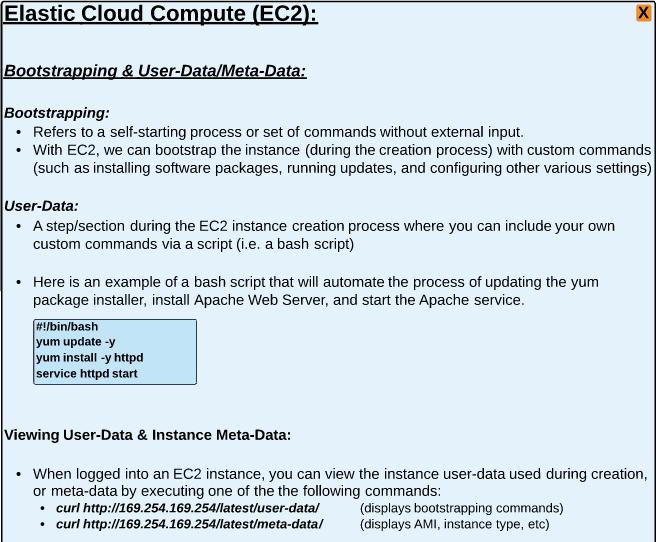 Elastic Cloud Compute (EC2):
X
Bootstrapping & User-Data/Meta-Data:
Bootstrapping:
• Refers to a self-starting process or set of commands without external input.
• With EC2, we can bootstrap the instance (during the creation process) with custom commands
(such as installing software packages, running updates, and configuring other various settings)
User-Data:
• A step/section during the EC2 instance creation process where you can include your own
custom commands via a script (i.e. a bash script)
• Here is an example of a bash script that will automate the process of updating the yum
package installer, install Apache Web Server, and start the Apache service.
#!/bin/bash
yum update -y
yum install -y httpd
service httpd start
Viewing User-Data & Instance Meta-Data:
• When logged into an EC2 instance, you can view the instance user-data used during creation,
or meta-data by executing one of the the following commands:
• curl http://169.254.169.254/latest/user-data/ (displays bootstrapping commands)
• curl http://169.254.169.254/latest/meta-data/ (displays AMI, instance type, etc)